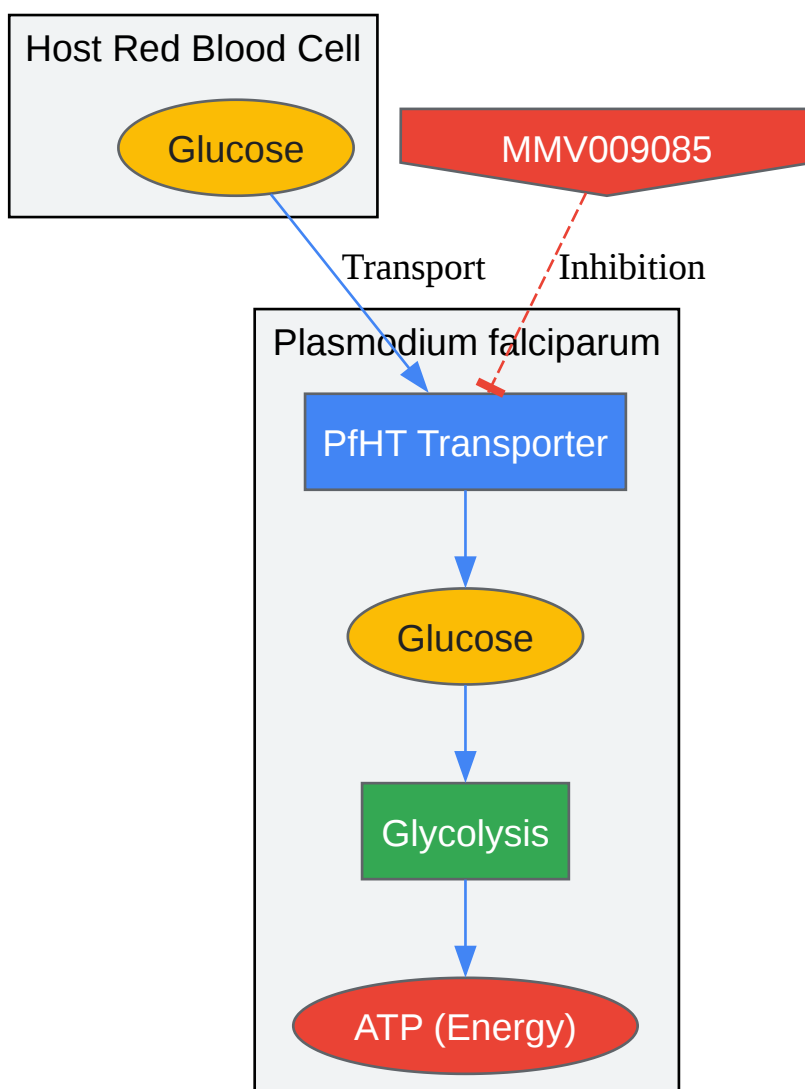 Host Red Blood Cell
Glucose
MMV009085
Transport
Inhibition
Plasmodium falciparum
PfHT Transporter
Glucose
Glycolysis
ATP (Energy)